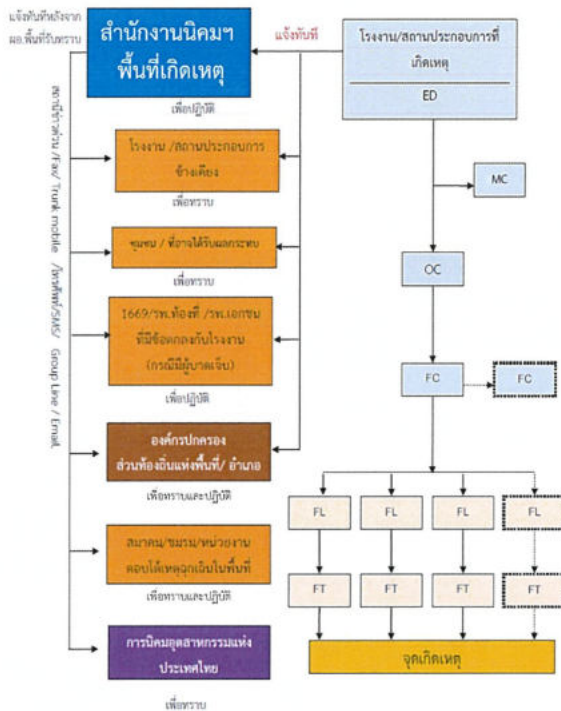 แจ้งทันทีหลังจาก
ผอ.พื้นที่รับทราบ
สำนักงานนิคมฯ
พื้นที่เกิดเหตุ
แจ้งทันที
โรงงาน/สถานประกอบการที่
เกิดเหตุ
ED
เพื่อปฏิบัติ
โรงงาน /สถานประกอบการ
ข้างเคียง
เพื่อทราบ
ชุมชน / ที่อาจได้รับผลกระทบ
เพื่อทราบ
1669/รพ.ท้องที่ /รพ.เอกชน
ที่มีข้อตกลงกับโรงงาน
(กรณีมีผู้บาดเจ็บ)
เพื่อปฏิบัติ
องค์กรปกครอง
ส่วนท้องถิ่นแห่งพื้นที่/ อำเภอ
เพื่อทราบและปฏิบัติ
สมาคม/ชมรม/หน่วยงาน
ตอบโต้เหตุฉุกเฉินในพื้นที่
เพื่อทราบและปฏิบัติ
การนิคมอุตสาหกรรมแห่ง
ประเทศไทย
เพื่อทราบ
/Fax/ Trunk mobile /โทรศัพท์/SMS/ Group Line / Email
MC
OC
FC
FC
FL
FL
FL
FL
FT
FT
FT
FT
จุดเกิดเหตุ